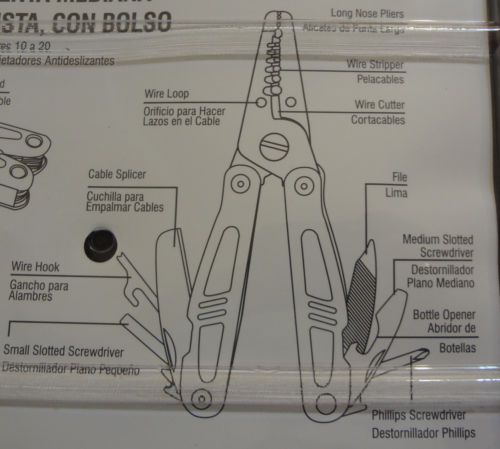 ISTA, CON BOLSO
res 10 a 20
etadores Antideslizantes
Long Nose Pliers
Alicates de Punta Largo
Wire Stripper
Pelacables
Wire Loop
Orificio para Hacer
Lazos en el Cable
Wire Cutter
Cortacables
Cable Splicer
Cuchilla para
Empalmar Cables
File
Lima
Medium Slotted
Screwdriver
Destornillador
Plano Mediano
Wire Hook
Gancho para
Alambres
Bottle Opener
Abridor de
Botellas
Small Slotted Screwdriver
Destornillador Plano Pequeño
Phillips Screwdriver
Destornillador Phillips